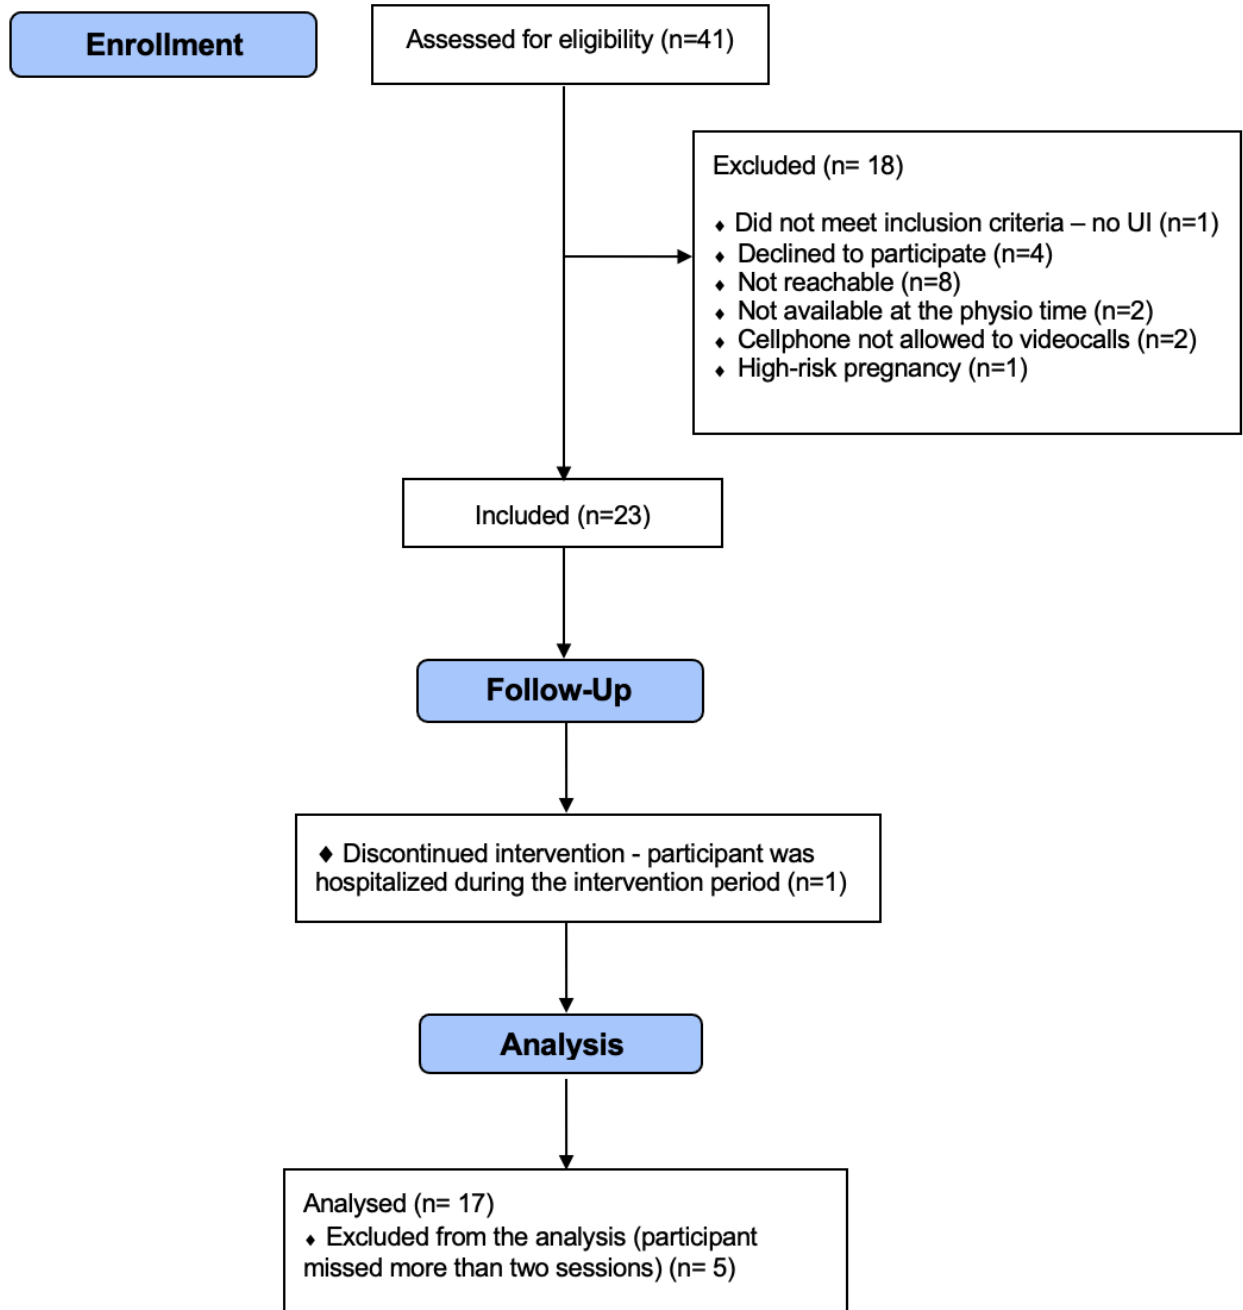 Enrollment
Assessed for eligibility (n=41)
Excluded (n= 18)
⬧ Did not meet inclusion criteria – no UI (n=1)
⬧ Declined to participate (n=4)
⬧ Not reachable (n=8)
⬧ Not available at the physio time (n=2)
⬧ Cellphone not allowed to videocalls (n=2)
⬧ High-risk pregnancy (n=1)
Included (n=23)
Follow-Up
♦ Discontinued intervention - participant was
hospitalized during the intervention period (n=1)
Analysis
Analysed (n= 17)
⬧ Excluded from the analysis (participant
missed more than two sessions) (n= 5)